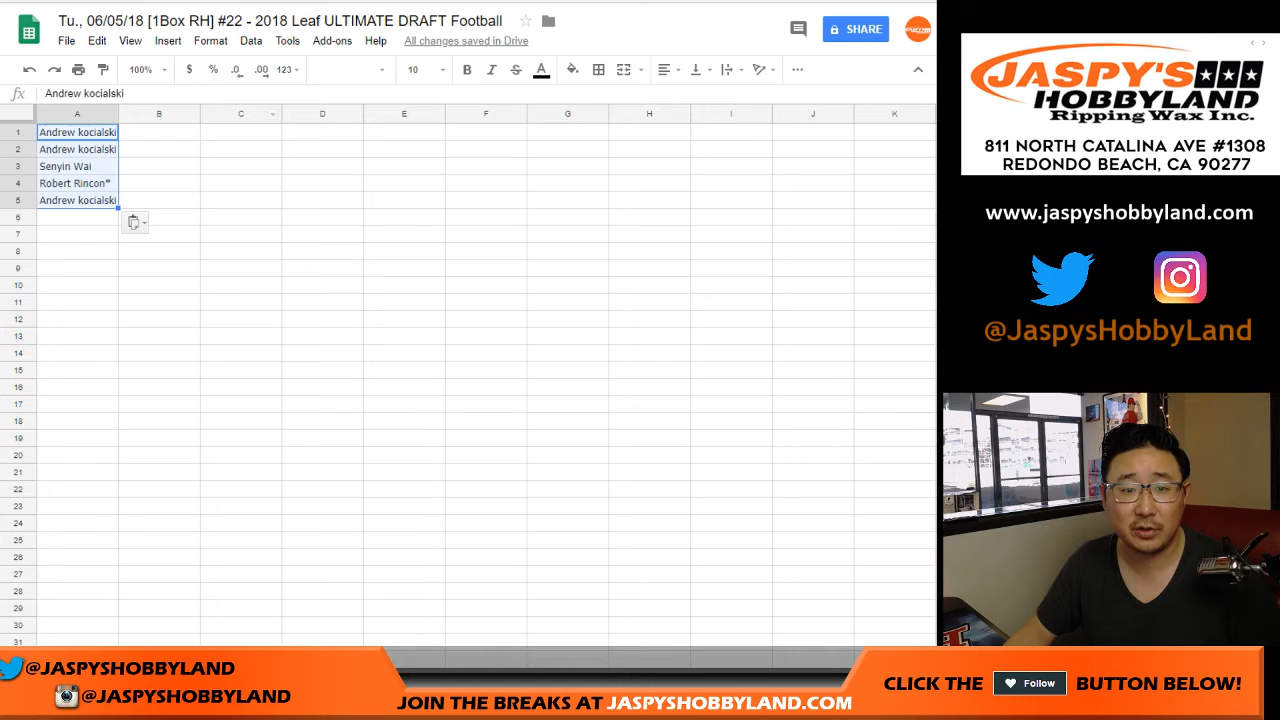 Tu., 06/05/18 [1Box RH] #22 - 2018 Leaf ULTIMATE DRAFT Football
File Edit View Insert Format Data Tools Add-ons Help All changes saved in Drive
SHARE
100% $ % .0 .00 123 10 B I S A
fx Andrew kocialski
A B C D E F G H I J K
1 Andrew kocialski
2 Andrew kocialski
3 Senyin Wai
4 Robert Rincon*
5 Andrew kocialski
6
7
8
9
10
11
12
13
14
15
16
17
18
19
20
21
22
23
24
25
26
27
28
29
30
31
JASPY'S
HOBBYLAND
Ripping Wax Inc.
811 NORTH CATALINA AVE #1308
REDONDO BEACH, CA 90277
www.jaspyshobbyland.com
@JaspysHobbyLand
@JASPYSHOBBYLAND
@JASPYSHOBBYLAND
JOIN THE BREAKS AT JASPYSHOBBYLAND.COM
CLICK THE Follow BUTTON BELOW!